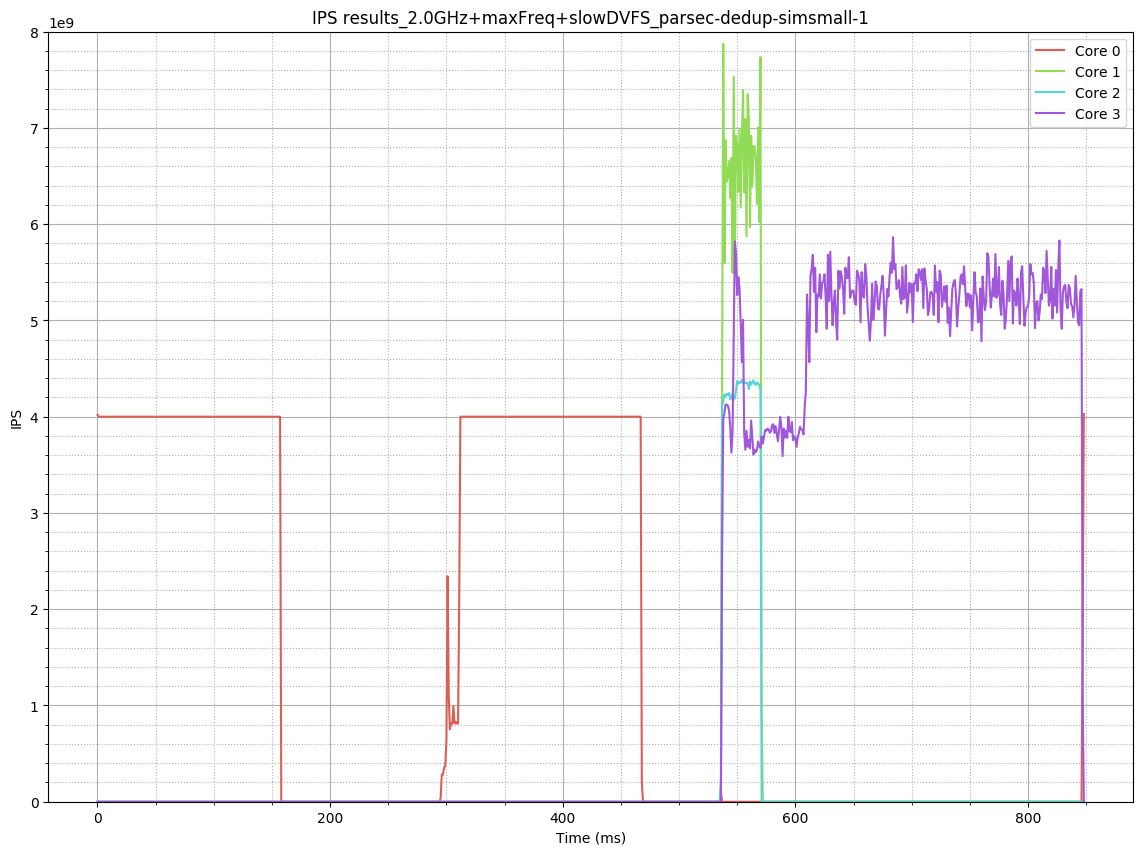 IPS results_2.0GHz+maxFreq+slowDVFS_parsec-dedup-simsmall-1
1e9
8
7
6
5
4
3
2
1
0
IPS
0 200 400 600 800
Time (ms)
Core 0
Core 1
Core 2
Core 3